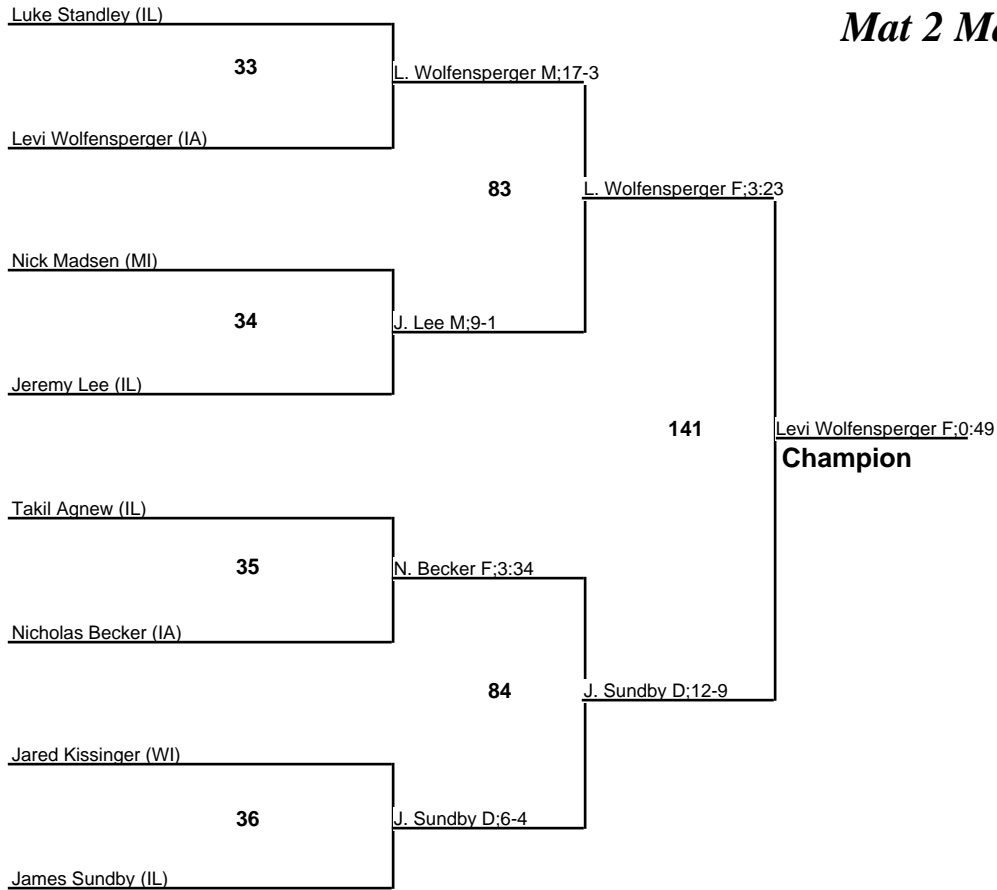 Luke Standley (IL)
Mat 2
33
L. Wolfensperger M;17-3
Levi Wolfensperger (IA)
83
L. Wolfensperger F;3:23
Nick Madsen (MI)
34
J. Lee M;9-1
Jeremy Lee (IL)
141
Levi Wolfensperger F;0:49
Champion
Takil Agnew (IL)
35
N. Becker F;3:34
Nicholas Becker (IA)
84
J. Sundby D;12-9
Jared Kissinger (WI)
36
J. Sundby D;6-4
James Sundby (IL)